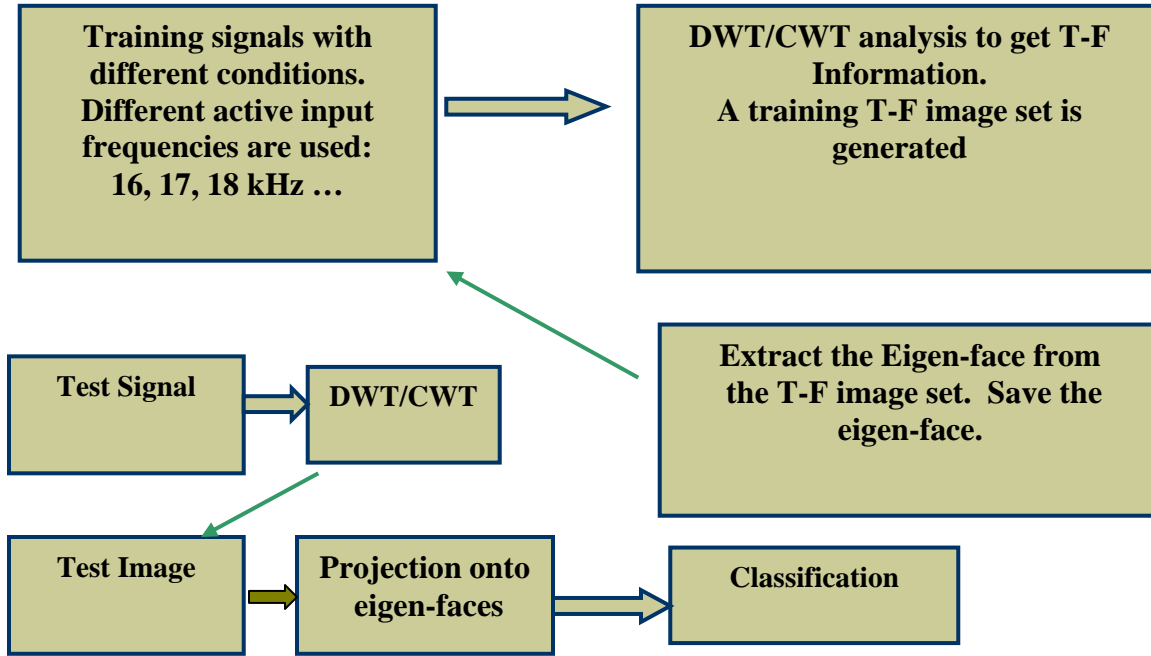 Training signals with
different conditions.
Different active input
frequencies are used:
16, 17, 18 kHz …
DWT/CWT analysis to get T-F
Information.
A training T-F image set is
generated
Extract the Eigen-face from
the T-F image set. Save the
eigen-face.
Test Signal
DWT/CWT
Test Image
Projection onto
eigen-faces
Classification